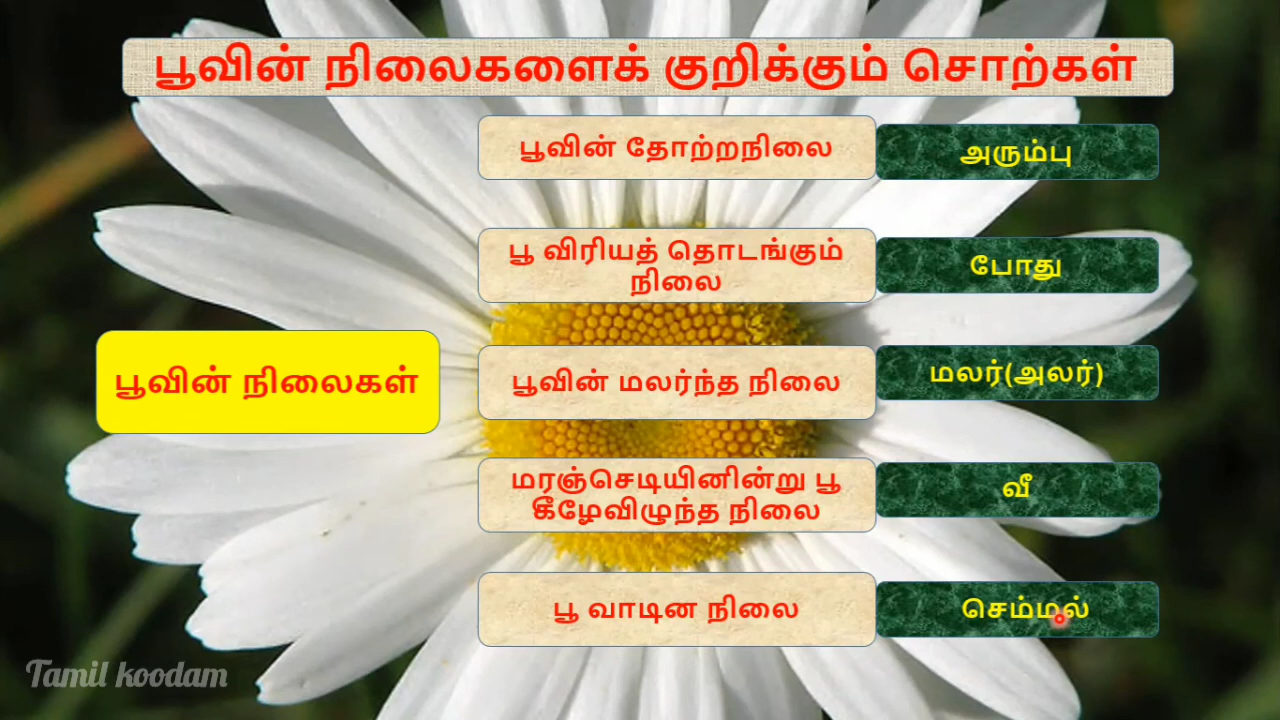 பூவின் நிலைகளைக் குறிக்கும் சொற்கள்
பூவின் தோற்றநிலை
அரும்பு
பூ விரியத் தொடங்கும்
நிலை
போது
பூவின் நிலைகள்
பூவின் மலர்ந்த நிலை
மலர்(அலர்)
மரஞ்செடியினின்று பூ
கீழேவிழுந்த நிலை
வீ
பூ வாடின நிலை
செம்மல்
Tamil koodam